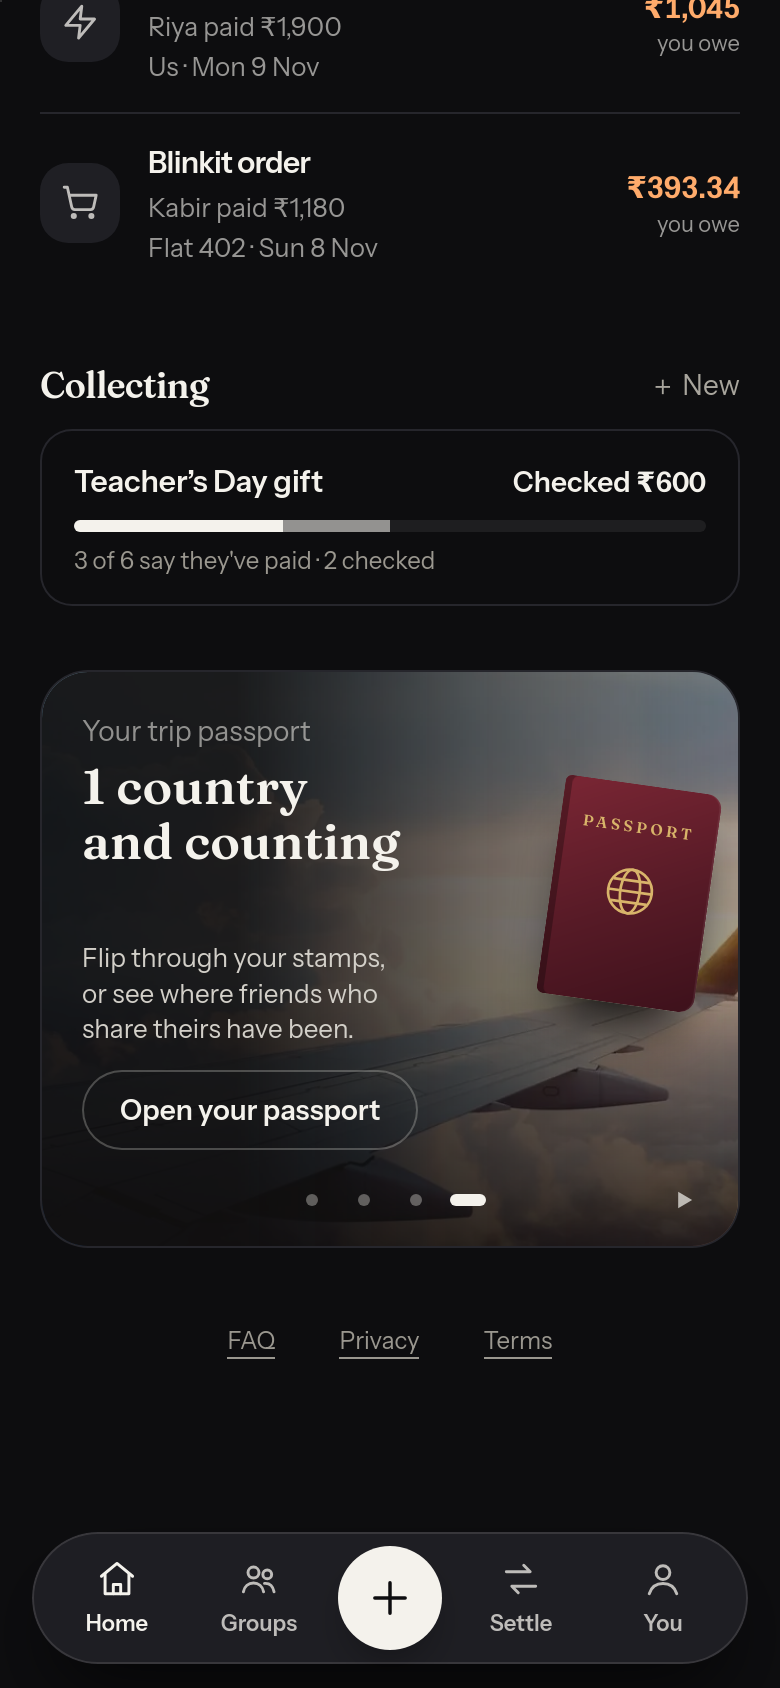 ₹1,045
Riya paid ₹1,900
you owe
Us · Mon 9 Nov
Blinkit order
₹393.34
Kabir paid ₹1,180
you owe
Flat 402 · Sun 8 Nov
Collecting
+ New
Teacher’s Day gift
Checked ₹600
3 of 6 say they've paid · 2 checked
Your trip passport
1 country
and counting
PASSPORT
Flip through your stamps,
or see where friends who
share theirs have been.
Open your passport
FAQ
Privacy
Terms
Home
Groups
Settle
You